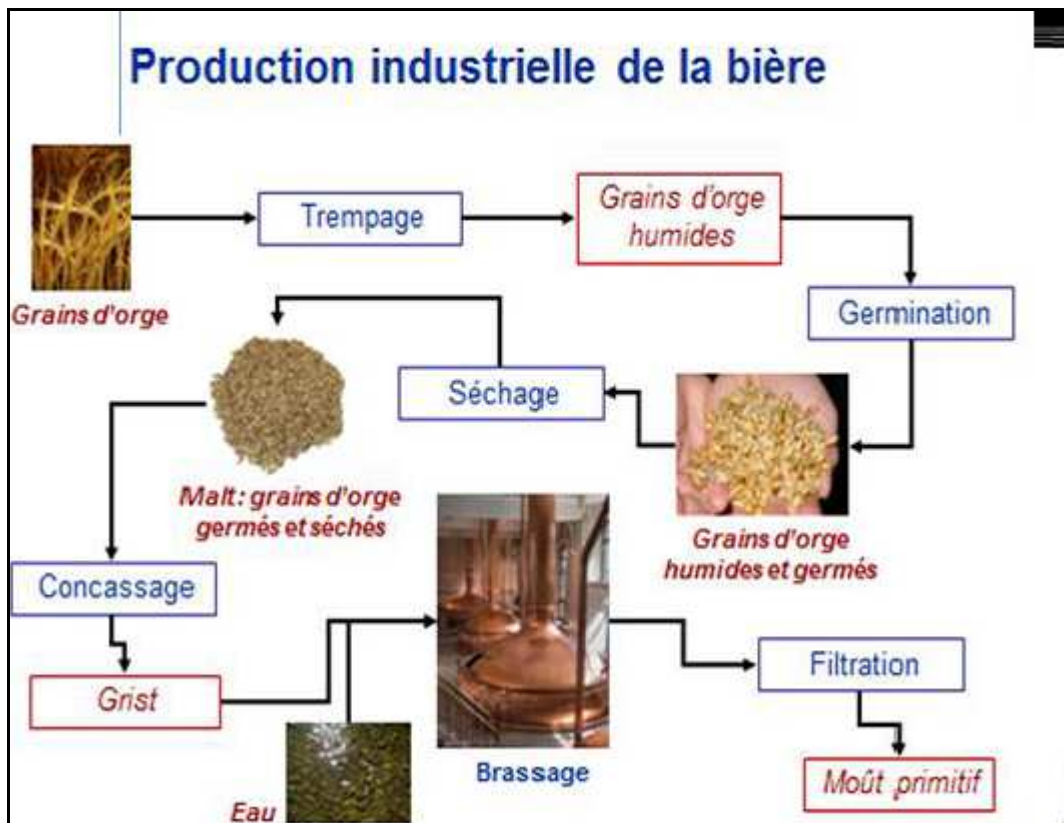 Production industrielle de la bière
Grains d'orge
Trempage
Grains d'orge
humides
Germination
Grains d'orge
humides et germés
Séchage
Malt : grains d'orge
germés et séchés
Concassage
Grist
Eau
Brassage
Filtration
Moût primitif